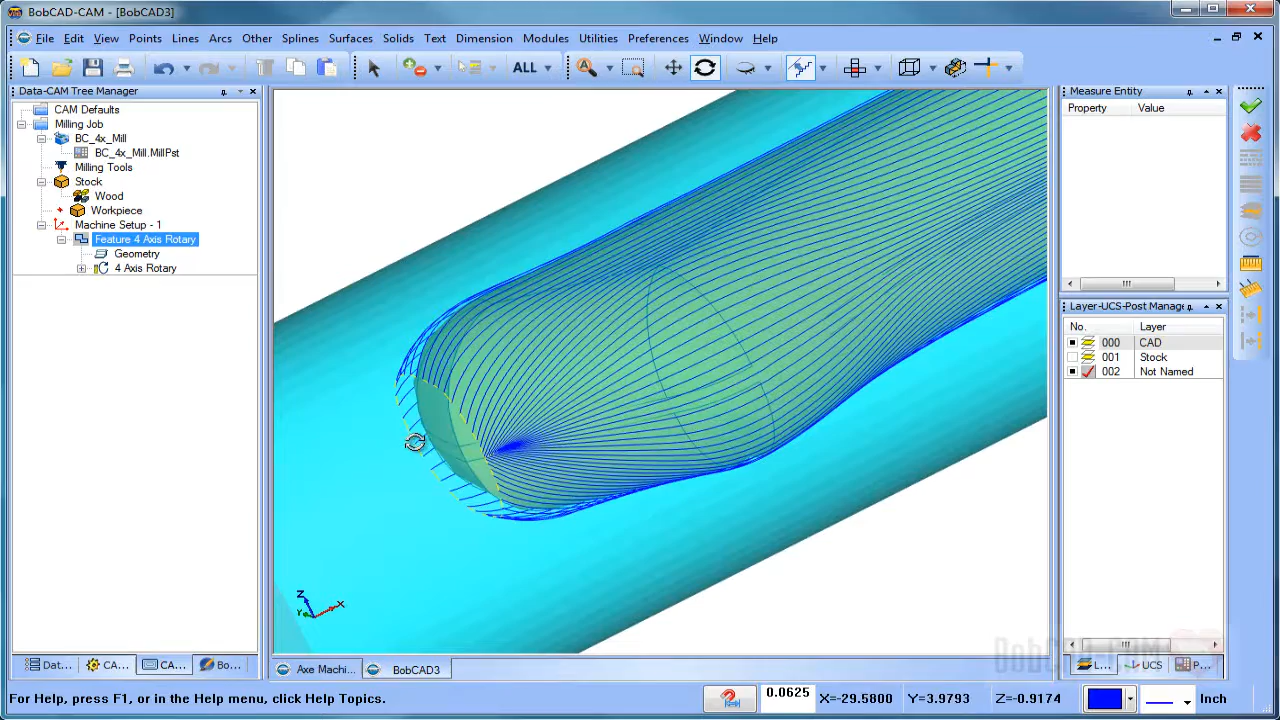 BobCAD-CAM - [BobCAD3]
File Edit View Points Lines Arcs Other Splines Surfaces Solids Text Dimension Modules Utilities Preferences Window Help
ALL
Data-CAM Tree Manager
CAM Defaults
Milling Job
BC_4x_Mill
BC_4x_Mill.MillPst
Milling Tools
Stock
Wood
Workpiece
Machine Setup - 1
Feature 4 Axis Rotary
Geometry
4 Axis Rotary
Z
Y
X
Measure Entity
Property Value
Layer-UCS-Post Manag
No. Layer
000 CAD
001 Stock
002 Not Named
BobCAD-CAM
Dat... CA... CA... Bo...
Axe Machi... BobCAD3
L... UCS P...
For Help, press F1, or in the Help menu, click Help Topics.
0.0625 X=-29.5800 Y=3.9793 Z=-0.9174 Inch